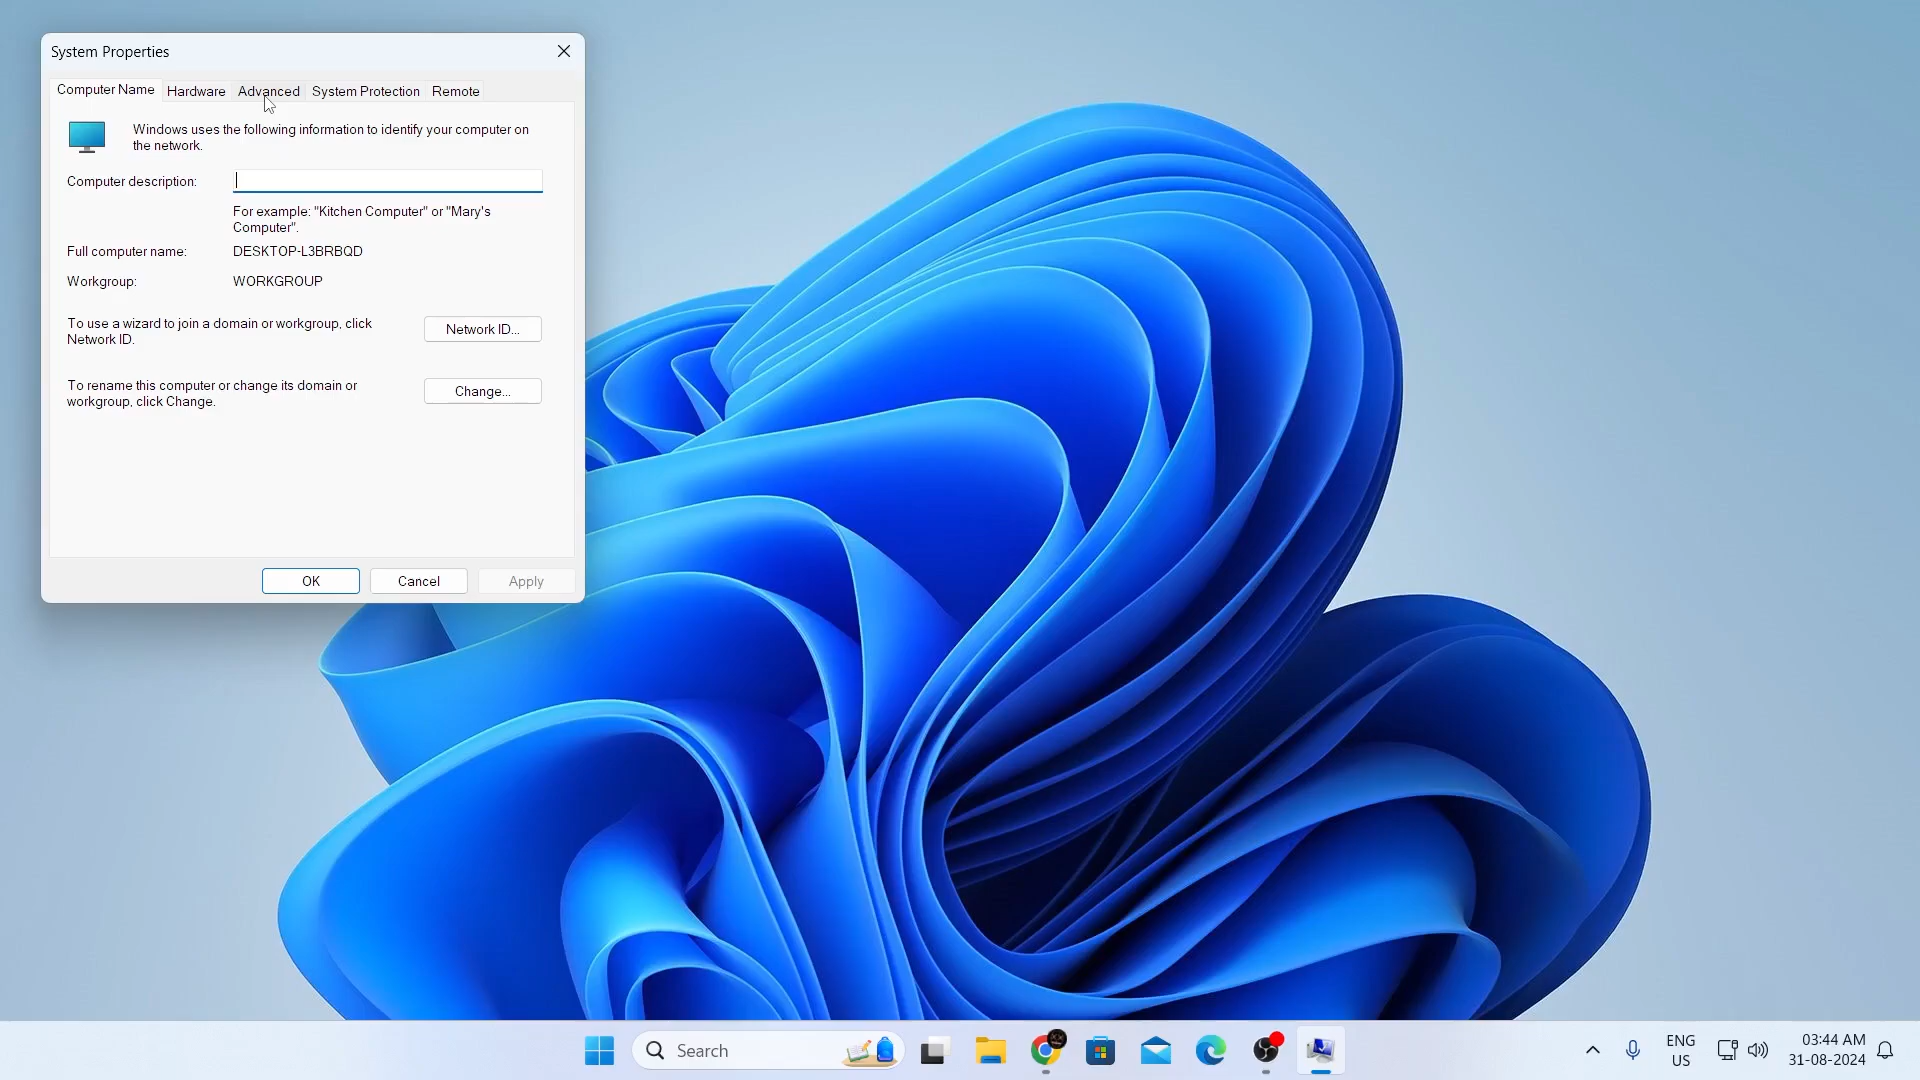 System Properties
Computer Name Hardware Advanced System Protection Remote
Windows uses the following information to identify your computer on
the network.
Computer description:
For example: "Kitchen Computer" or "Mary's
Computer".
Full computer name: DESKTOP-L3BRBQD
Workgroup: WORKGROUP
To use a wizard to join a domain or workgroup, click
Network ID.
Network ID...
To rename this computer or change its domain or
workgroup, click Change.
Change...
OK Cancel Apply
Search
ENG
US
03:44 AM
31-08-2024